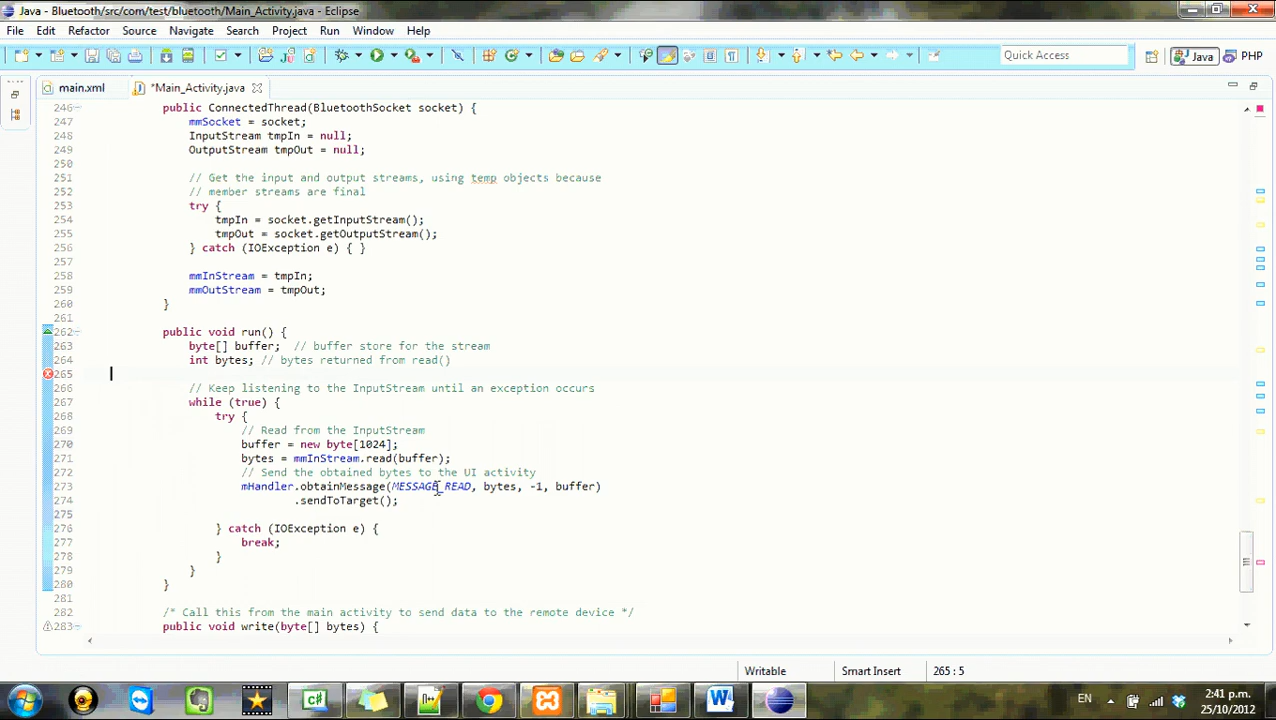 Java - Bluetooth/src/com/test/bluetooth/Main_Activity.java - Eclipse
File Edit Refactor Source Navigate Search Project Run Window Help
Quick Access Java PHP
main.xml *Main_Activity.java
246 public ConnectedThread(BluetoothSocket socket) {
247 mmSocket = socket;
248 InputStream tmpIn = null;
249 OutputStream tmpOut = null;
250
251 // Get the input and output streams, using temp objects because
252 // member streams are final
253 try {
254 tmpIn = socket.getInputStream();
255 tmpOut = socket.getOutputStream();
256 } catch (IOException e) { }
257
258 mmInStream = tmpIn;
259 mmOutStream = tmpOut;
260 }
261
262 public void run() {
263 byte[] buffer; // buffer store for the stream
264 int bytes; // bytes returned from read()
265
266 // Keep listening to the InputStream until an exception occurs
267 while (true) {
268 try {
269 // Read from the InputStream
270 buffer = new byte[1024];
271 bytes = mmInStream.read(buffer);
272 // Send the obtained bytes to the UI activity
273 mHandler.obtainMessage(MESSAGE_READ, bytes, -1, buffer)
274 .sendToTarget();
275
276 } catch (IOException e) {
277 break;
278 }
279 }
280 }
281
282 /* Call this from the main activity to send data to the remote device */
283 public void write(byte[] bytes) {
Writable Smart Insert 265 : 5
EN 2:41 p.m.
25/10/2012